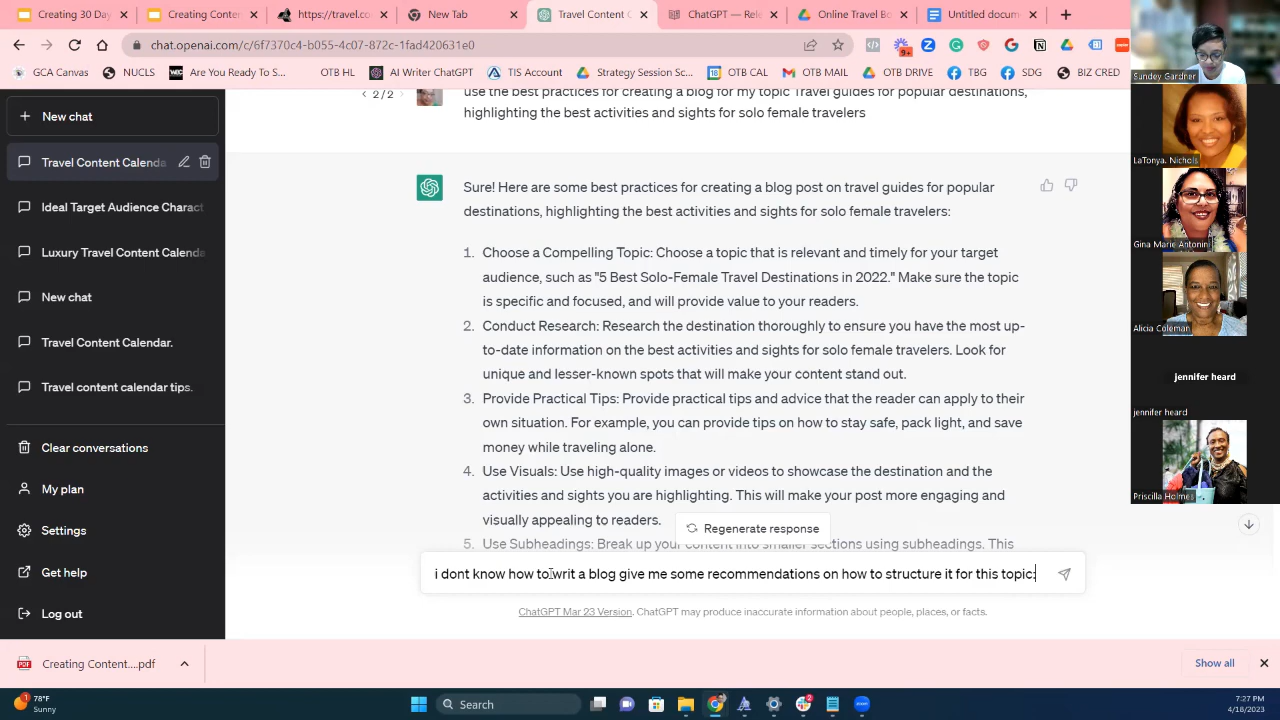 Creating 30 Da
Creating Conten
https://travel.co
New Tab
Travel Content C
ChatGPT — Rele
Online Travel Bo
Untitled docum
chat.openai.com/c/6f7370c4-b055-4c07-872c-1fad420631e0
9+
GCA Canvas
NUCLS
Are You Ready to S...
OTB HL
AI Writer ChatGPT
ATS Account
Strategy Session Sc...
OTB CAL
OTB MAIL
OTB DRIVE
TBG
SDG
BIZ CRED
Sundey Gardner
New chat
Travel Content Calenda
Ideal Target Audience Charact
Luxury Travel Content Calenda
New chat
Travel Content Calendar.
Travel content calendar tips.
Clear conversations
My plan
Settings
Get help
Log out
2/2
use the best practices for creating a blog for my topic Travel guides for popular destinations,
highlighting the best activities and sights for solo female travelers
Sure! Here are some best practices for creating a blog post on travel guides for popular
destinations, highlighting the best activities and sights for solo female travelers:
1. Choose a Compelling Topic: Choose a topic that is relevant and timely for your target
audience, such as "5 Best Solo-Female Travel Destinations in 2022." Make sure the topic
is specific and focused, and will provide value to your readers.
2. Conduct Research: Research the destination thoroughly to ensure you have the most up-
to-date information on the best activities and sights for solo female travelers. Look for
unique and lesser-known spots that will make your content stand out.
3. Provide Practical Tips: Provide practical tips and advice that the reader can apply to their
own situation. For example, you can provide tips on how to stay safe, pack light, and save
money while traveling alone.
4. Use Visuals: Use high-quality images or videos to showcase the destination and the
activities and sights you are highlighting. This will make your post more engaging and
visually appealing to readers.
5. Use Subheadings: Break up your content into smaller sections using subheadings. This
Regenerate response
i dont know how to writ a blog give me some recommendations on how to structure it for this topic:
ChatGPT Mar 23 Version. ChatGPT may produce inaccurate information about people, places, or facts.
LaTonya. Nichols
Gina Marie Antonin
Alicia Coleman
jennifer heard
jennifer heard
Priscilla Holmes
Creating Content....pdf
Show all
78°F
Sunny
Search
7:27 PM
4/18/2023